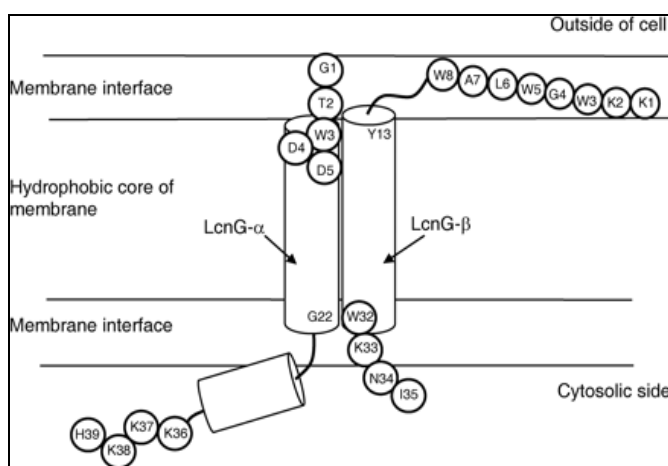 Outside of cell
Membrane interface
G1
T2
W3
D4
D5
W8
A7
L6
W5
G4
W3
K2
K1
Y13
Hydrophobic core of
membrane
LcnG-α
LcnG-β
Membrane interface
G22
W32
K33
N34
I35
Cytosolic side
H39
K38
K37
K36